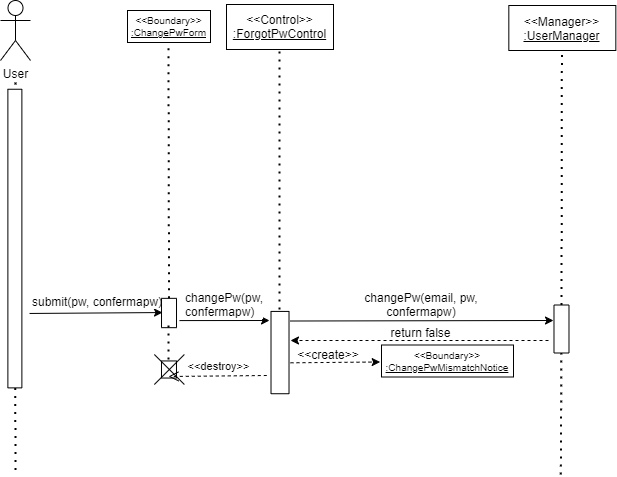 <<Boundary>>
:ChangePwForm
<<Control>>
:ForgotPwControl
<<Manager>>
:UserManager
User
submit(pw, confermapw)
changePw(pw,
confermapw)
changePw(email, pw,
confermapw)
return false
<<create>>
<<Boundary>>
:ChangePwMismatchNotice
<<destroy>>